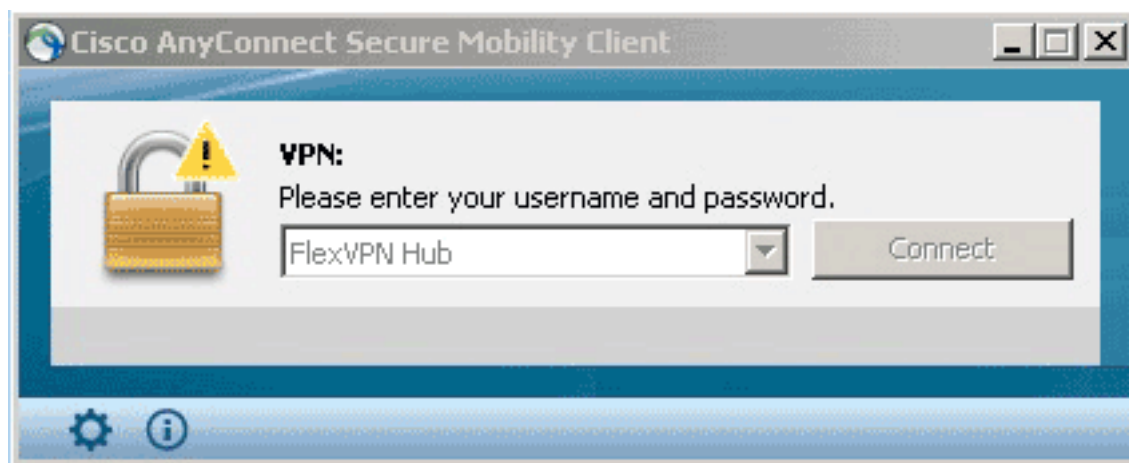 Cisco AnyConnect Secure Mobility Client
VPN:
Please enter your username and password.
FlexVPN Hub
Connect